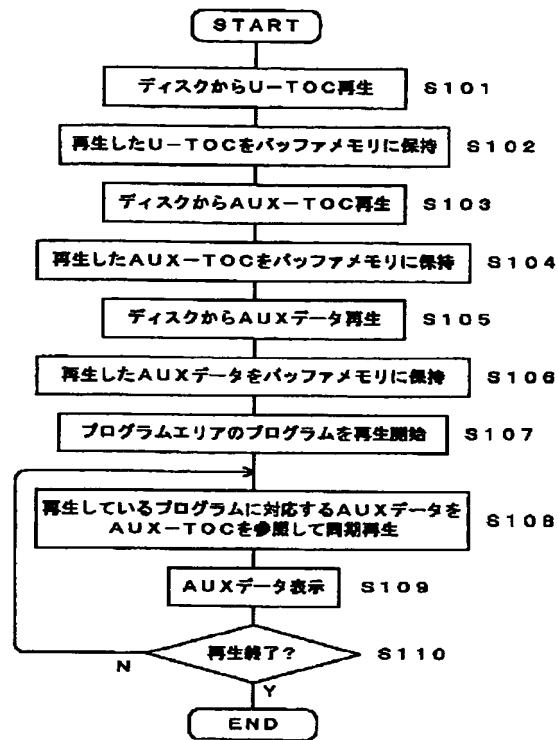 START
ディスクからU-TOC再生 S101
再生したU-TOCをバッファメモリに保持 S102
ディスクからAUX-TOC再生 S103
再生したAUX-TOCをバッファメモリに保持 S104
ディスクからAUXデータ再生 S105
再生したAUXデータをバッファメモリに保持 S106
プログラムエリアのプログラムを再生開始 S107
再生しているプログラムに対応するAUXデータを
AUX-TOCを参照して同期再生 S108
AUXデータ表示 S109
再生終了? S110
N
Y
END